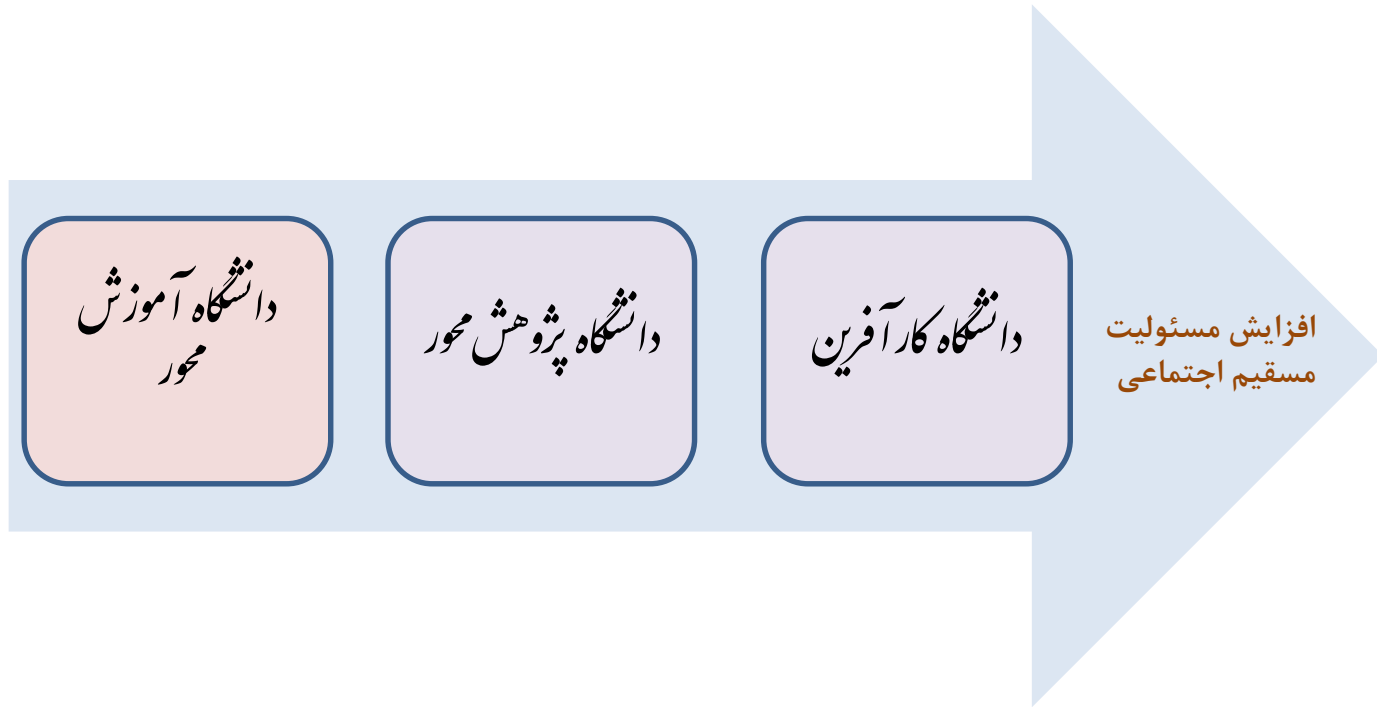 دانشگاه آموزش
محور
دانشگاه پژوهش محور
دانشگاه کارآفرین
افزایش مسئولیت
مسقیم اجتماعی